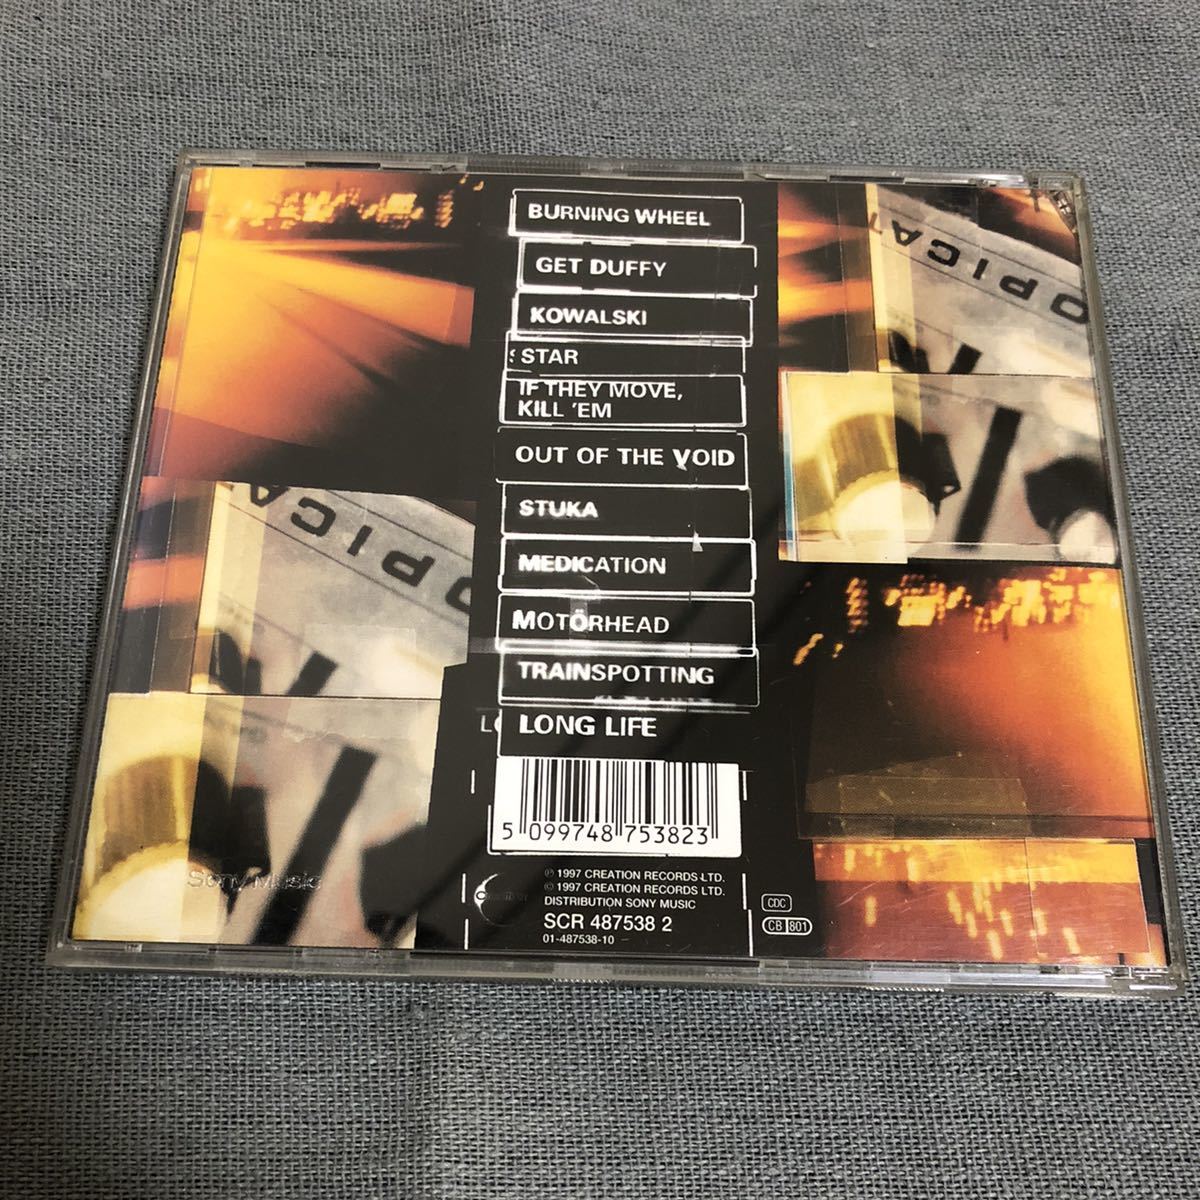 BURNING WHEEL
GET DUFFY
KOWALSKI
STAR
IF THEY MOVE,
KILL 'EM
OUT OF THE VOID
STUKA
MEDICATION
MOTÖRHEAD
TRAINSPOTTING
LONG LIFE
5 099748 753823
℗ 1997 CREATION RECORDS LTD.
© 1997 CREATION RECORDS LTD.
DISTRIBUTION SONY MUSIC
SCR 487538 2
01-487538-10
CDC
CB 801
Sony Music
OPICA
OPICAT